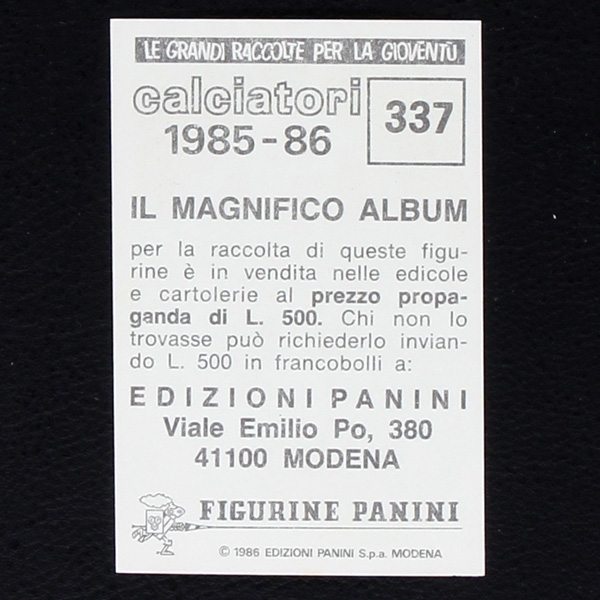 LE GRANDI RACCOLTE PER LA GIOVENTÙ
calciatori
1985-86
337
IL MAGNIFICO ALBUM
per la raccolta di queste figu-
rine è in vendita nelle edicole
e cartolerie al prezzo propa-
ganda di L. 500. Chi non lo
trovasse può richiederlo invian-
do L. 500 in francobolli a:
EDIZIONI PANINI
Viale Emilio Po, 380
41100 MODENA
FIGURINE PANINI
© 1986 EDIZIONI PANINI S.p.a. MODENA